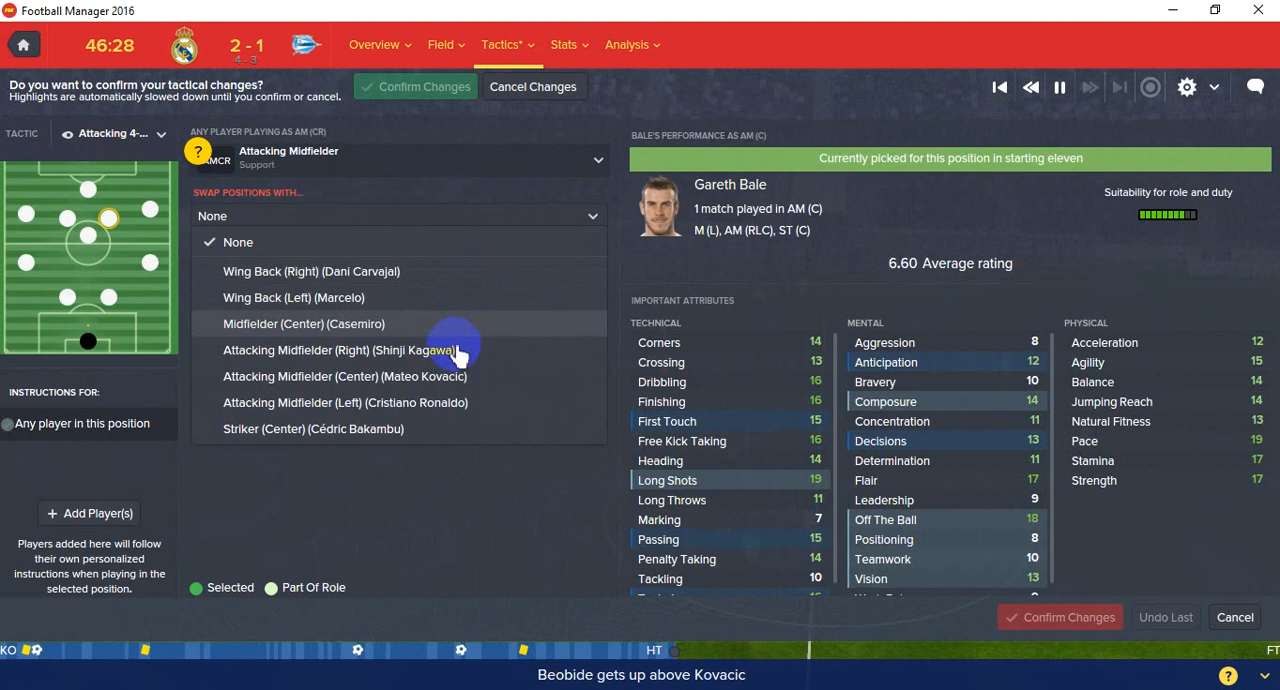 Football Manager 2016
46:28
2 - 1
4 - 3
Overview
Field
Tactics*
Stats
Analysis
Do you want to confirm your tactical changes?
Highlights are automatically slowed down until you confirm or cancel.
Confirm Changes
Cancel Changes
TACTIC
Attacking 4-...
ANY PLAYER PLAYING AS AM (CR)
?
AMCR
Attacking Midfielder
Support
SWAP POSITIONS WITH...
None
None
Wing Back (Right) (Dani Carvajal)
Wing Back (Left) (Marcelo)
Midfielder (Center) (Casemiro)
Attacking Midfielder (Right) (Shinji Kagawa)
Attacking Midfielder (Center) (Mateo Kovacic)
Attacking Midfielder (Left) (Cristiano Ronaldo)
Striker (Center) (Cédric Bakambu)
INSTRUCTIONS FOR:
Any player in this position
+ Add Player(s)
Players added here will follow
their own personalized
instructions when playing in the
selected position.
Selected
Part Of Role
BALE'S PERFORMANCE AS AM (C)
Currently picked for this position in starting eleven
Gareth Bale
1 match played in AM (C)
M (L), AM (RLC), ST (C)
Suitability for role and duty
6.60 Average rating
IMPORTANT ATTRIBUTES
TECHNICAL
Corners 14
Crossing 13
Dribbling 16
Finishing 16
First Touch 15
Free Kick Taking 16
Heading 14
Long Shots 19
Long Throws 11
Marking 7
Passing 15
Penalty Taking 14
Tackling 10
MENTAL
Aggression 8
Anticipation 12
Bravery 10
Composure 14
Concentration 11
Decisions 13
Determination 11
Flair 17
Leadership 9
Off The Ball 18
Positioning 8
Teamwork 10
Vision 13
PHYSICAL
Acceleration 12
Agility 15
Balance 12
Jumping Reach 14
Natural Fitness 13
Pace 19
Stamina 17
Strength 17
Confirm Changes
Undo Last
Cancel
KO
HT
FT
Beobide gets up above Kovacic
?